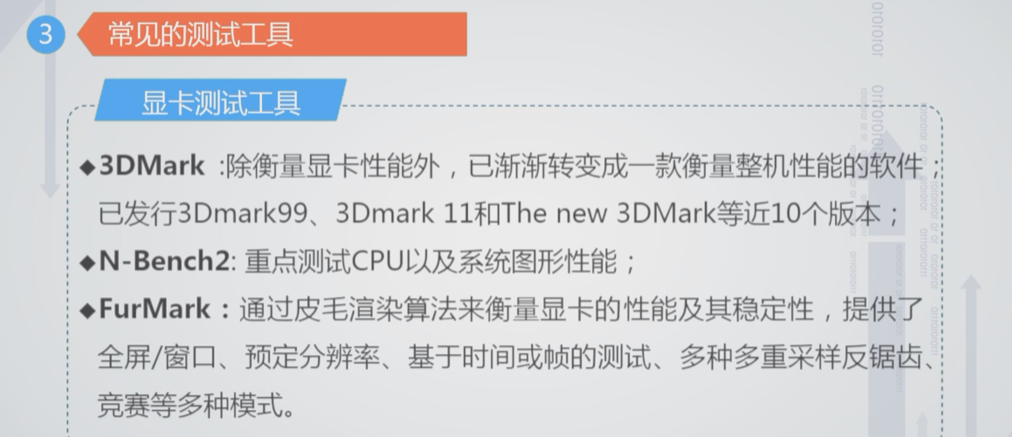 3
常见的测试工具
显卡测试工具
◆3DMark :除衡量显卡性能外，已渐渐转变成一款衡量整机性能的软件；
已发行3Dmark99、3Dmark 11和The new 3DMark等近10个版本；
◆N-Bench2: 重点测试CPU以及系统图形性能；
◆FurMark：通过皮毛渲染算法来衡量显卡的性能及其稳定性，提供了
全屏/窗口、预定分辨率、基于时间或帧的测试、多种多重采样反锯齿、
竞赛等多种模式。